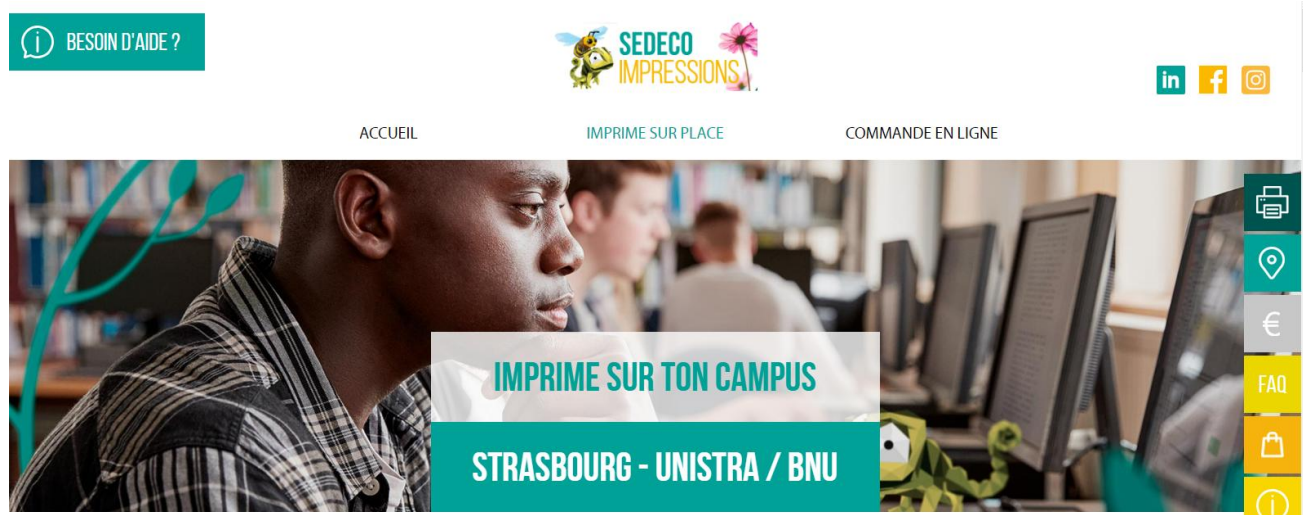 BESOIN D'AIDE ?
SEDECO
IMPRESSIONS
in f
ACCUEIL IMPRIME SUR PLACE COMMANDE EN LIGNE
€
FAQ
IMPRIME SUR TON CAMPUS
STRASBOURG - UNISTRA / BNU